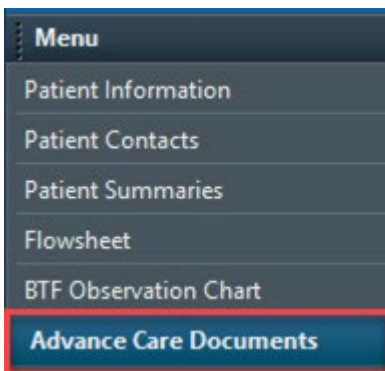 Menu
Patient Information
Patient Contacts
Patient Summaries
Flowsheet
BTF Observation Chart
Advance Care Documents